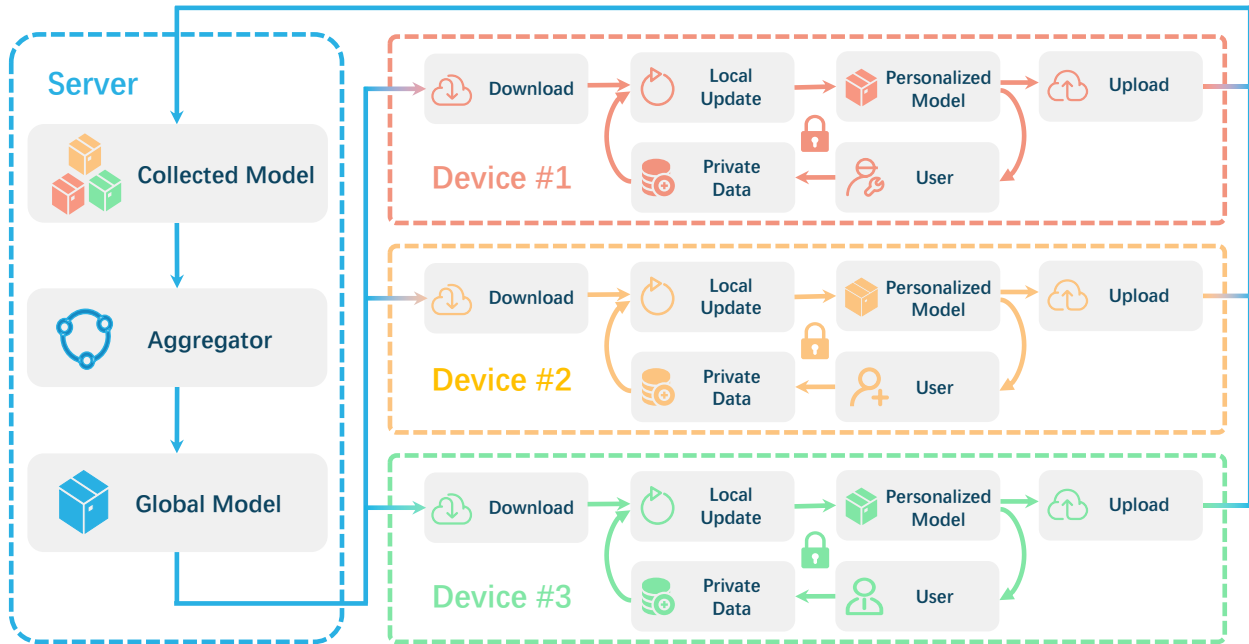 Server
Collected Model
Aggregator
Global Model
Download
Local
Update
Personalized
Model
Upload
Device #1
Private
Data
User
Download
Local
Update
Personalized
Model
Upload
Device #2
Private
Data
User
Download
Local
Update
Personalized
Model
Upload
Device #3
Private
Data
User